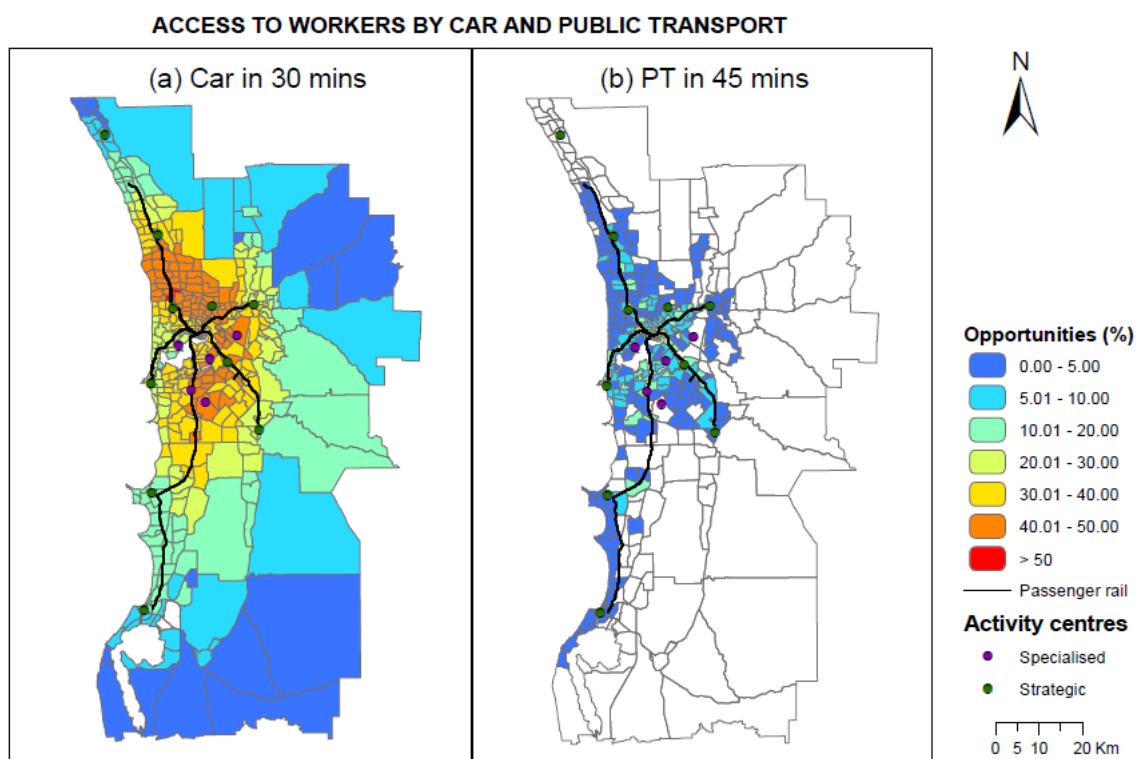 ACCESS TO WORKERS BY CAR AND PUBLIC TRANSPORT
(a) Car in 30 mins
(b) PT in 45 mins
N
Opportunities (%)
0.00 - 5.00
5.01 - 10.00
10.01 - 20.00
20.01 - 30.00
30.01 - 40.00
40.01 - 50.00
> 50
Passenger rail
Activity centres
Specialised
Strategic
0 5 10 20 Km